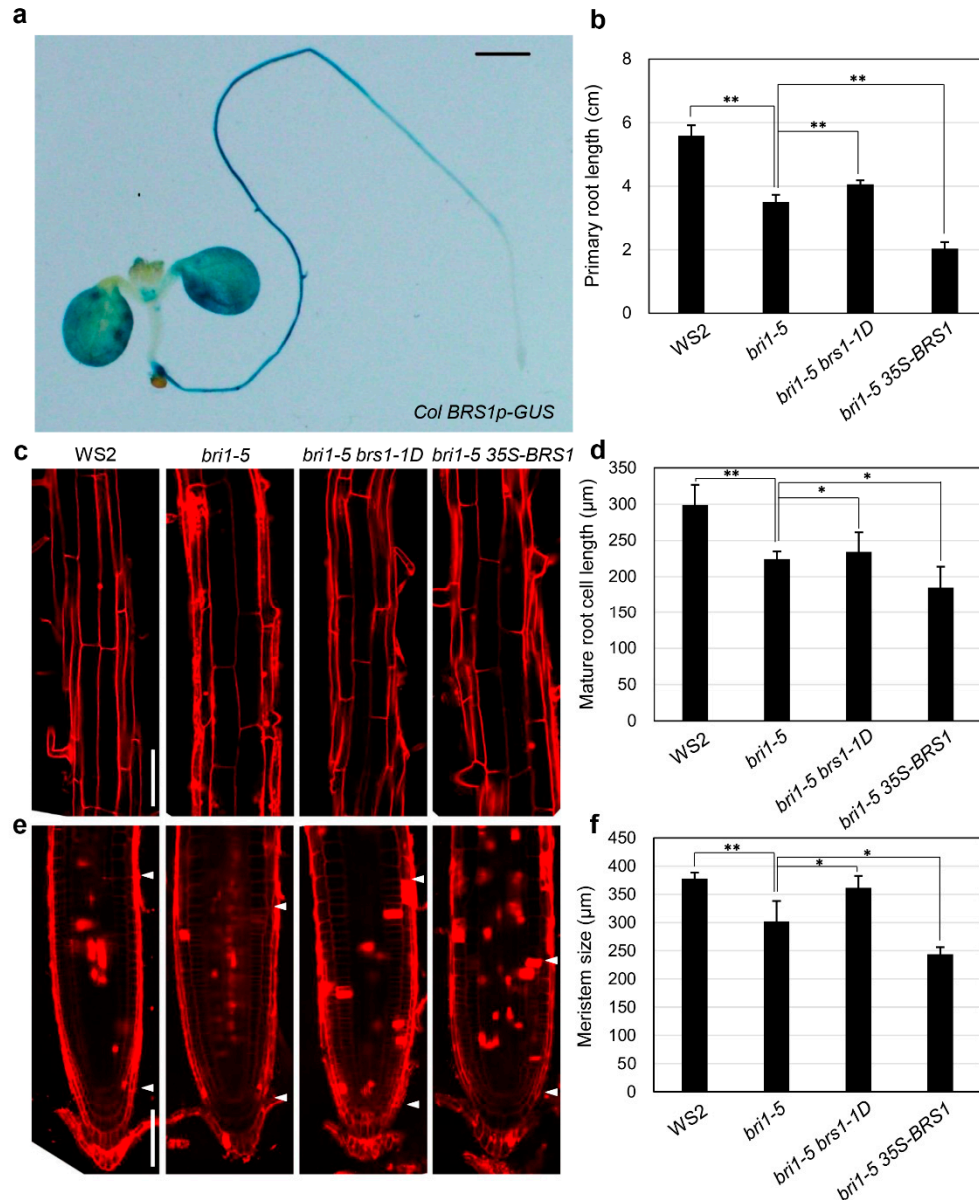 a
Col BRS1p-GUS
b
Primary root length (cm)
8
6
4
2
0
**
**
**
WS2
bri1-5
bri1-5 brs1-1D
bri1-5 35S-BRS1
c
WS2
bri1-5
bri1-5 brs1-1D
bri1-5 35S-BRS1
d
Mature root cell length (µm)
350
300
250
200
150
100
50
0
**
*
*
WS2
bri1-5
bri1-5 brs1-1D
bri1-5 35S-BRS1
e
f
Meristem size (µm)
450
400
350
300
250
200
150
100
50
0
**
*
*
WS2
bri1-5
bri1-5 brs1-1D
bri1-5 35S-BRS1